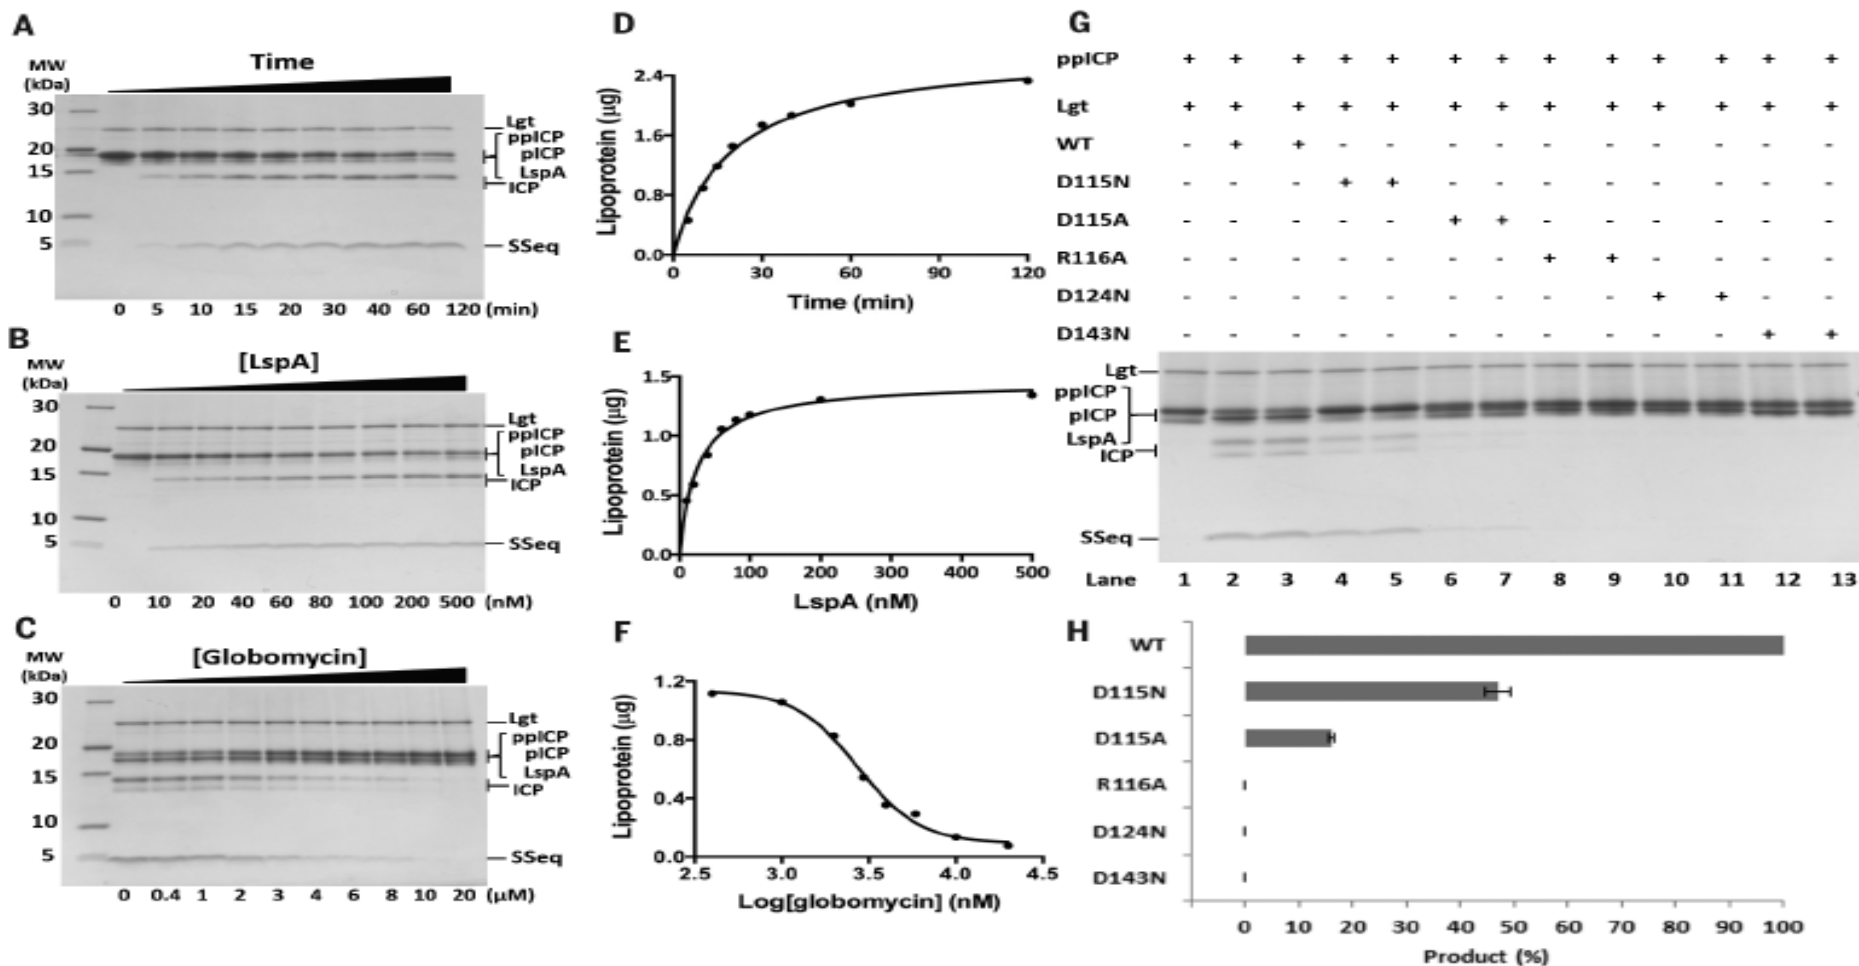 A
Time
MW
(kDa)
30
20
15
10
5
Lgt
ppICP
pICP
LspA
ICP
SSeq
0 5 10 15 20 30 40 60 120 (min)
B
[LspA]
MW
(kDa)
30
20
15
10
5
Lgt
ppICP
pICP
LspA
ICP
SSeq
0 10 20 40 60 80 100 200 500 (nM)
C
[Globomycin]
MW
(kDa)
30
20
15
10
5
Lgt
ppICP
pICP
LspA
ICP
SSeq
0 0.4 1 2 3 4 6 8 10 20 (μM)
D
Lipoprotein (μg)
2.4
1.6
0.8
0.0
0 30 60 90 120
Time (min)
E
Lipoprotein (μg)
1.5
1.0
0.5
0.0
0 100 200 300 400 500
LspA (nM)
F
Lipoprotein (μg)
1.2
0.8
0.4
0.0
2.5 3.0 3.5 4.0 4.5
Log[globomycin] (nM)
G
ppICP + + + + + + + + + + + + +
Lgt + + + + + + + + + + + + +
WT - + + - - - - - - - - - -
D115N - - - + + - - - - - - - -
D115A - - - - - + + - - - - - -
R116A - - - - - - - + + - - - -
D124N - - - - - - - - - + + - -
D143N - - - - - - - - - - - + +
Lgt
ppICP
pICP
LspA
ICP
SSeq
Lane 1 2 3 4 5 6 7 8 9 10 11 12 13
H
WT
D115N
D115A
R116A
D124N
D143N
0 10 20 30 40 50 60 70 80 90 100
Product (%)